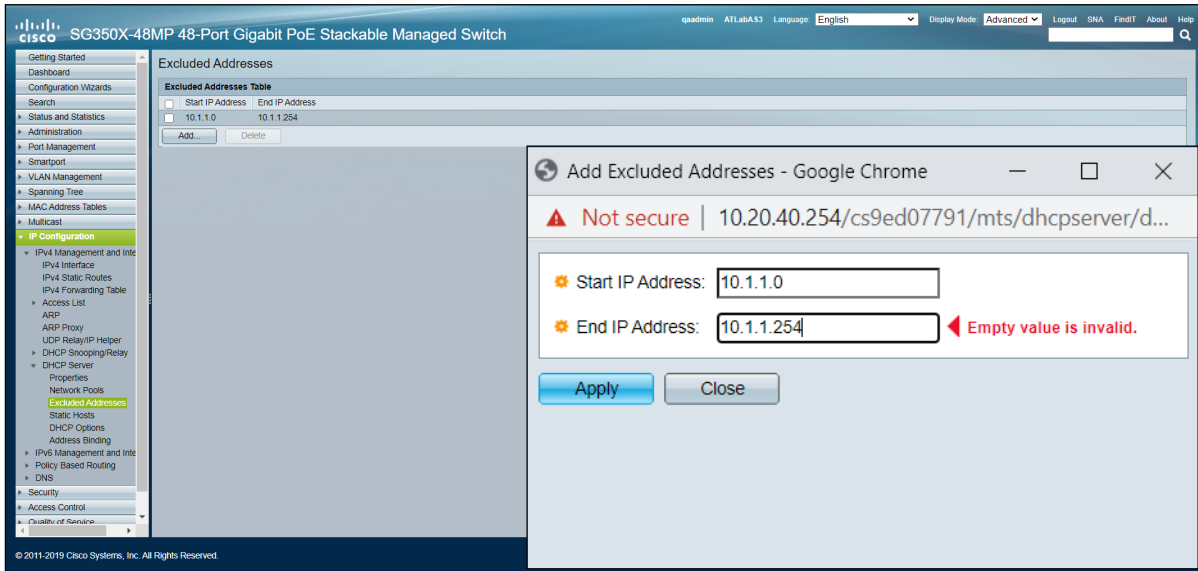 qaadmin ATLabAS3 Language: English Display Mode: Advanced Logout SNA FindIT About Help
CISCO SG350X-48MP 48-Port Gigabit PoE Stackable Managed Switch
Getting Started
Dashboard
Configuration Wizards
Search
Status and Statistics
Administration
Port Management
Smartport
VLAN Management
Spanning Tree
MAC Address Tables
Multicast
IP Configuration
IPv4 Management and Inte
IPv4 Interface
IPv4 Static Routes
IPv4 Forwarding Table
Access List
ARP
ARP Proxy
UDP Relay/IP Helper
DHCP Snooping/Relay
DHCP Server
Properties
Network Pools
Excluded Addresses
Static Hosts
DHCP Options
Address Binding
IPv6 Management and Inte
Policy Based Routing
DNS
Security
Access Control
Quality of Service
Excluded Addresses
Excluded Addresses Table
Start IP Address End IP Address
10.1.1.0 10.1.1.254
Add... Delete
Add Excluded Addresses - Google Chrome
Not secure | 10.20.40.254/cs9ed07791/mts/dhcpserver/d...
Start IP Address: 10.1.1.0
End IP Address: 10.1.1.254 Empty value is invalid.
Apply Close
© 2011-2019 Cisco Systems, Inc. All Rights Reserved.